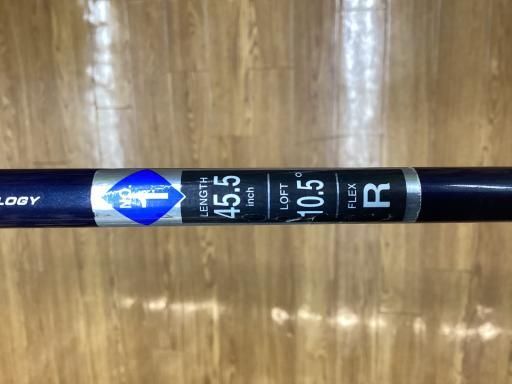 LOGY
NO.
1
LENGTH
45.5
inch
LOFT
10.5°
FLEX
R